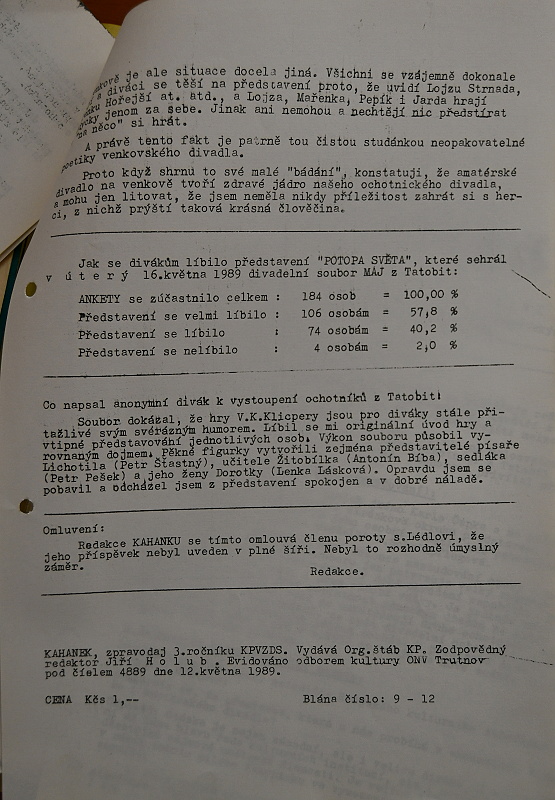 je ale situace docela jiná. Všichni se vzájemně dokonale
a diváci se těší na představení proto, že uvidí Lojzu Strnada,
Hořejší at. atd., a Lojza, Mařenka, Pepík i Jarda hrají
jenom za sebe. Jinak ani nemohou a nechtějí nic předstírat
"na něco" si hrát.
A právě tento fakt je patrně tou čistou studánkou neopakovatelné
poetiky venkovského divadla.
Proto když shrnu to své malé "bádání", konstatuji, že amatérské
divadlo na venkově tvoří zdravé jádro našeho ochotnického divadla,
a mohu jen litovat, že jsem neměla nikdy příležitost zahrát si s her-
ci, z nichž prýští taková krásná člověčina.
Jak se divákům líbilo představení "POTOPA SVĚTA", které sehrál
v ú t e r ý 16.května 1989 divadelní soubor MÁJ z Tatobit:
ANKETY se zúčastnilo celkem : 184 osob = 100,00 %
Představení se velmi líbilo : 106 osobám = 57,8 %
Představení se líbilo : 74 osobám = 40,2 %
Představení se nelíbilo : 4 osobám = 2,0 %
Co napsal anonymní divák k vystoupení ochotníků z Tatobit!
Soubor dokázal, že hry V.K.Klicpery jsou pro diváky stále při-
tažlivé svým svérázným humorem. Líbil se mi originální úvod hry a
vtipné představování jednotlivých osob. Výkon souboru působil vy-
rovnaným dojmem. Pěkné figurky vytvořili zejména představitelé písaře
Lichotila (Petr Šťastný), učitele Žitobílka (Antonín Bíba), sedláka
(Petr Pešek) a jeho ženy Dorotky (Lenka Lásková). Opravdu jsem se
pobavil a odcházel jsem z představení spokojen a v dobré náladě.
Omluvení:
Redakce KAHANKU se tímto omlouvá členu poroty s.Lédlovi, že
jeho příspěvek nebyl uveden v plné šíři. Nebyl to rozhodně úmyslný
záměr.
Redakce.
KAHANEK, zpravodaj 3.ročníku KPVZDS. Vydává Org.štáb KP. Zodpovědný
redaktor Jiří H o l u b . Evidováno odborem kultury ONV Trutnov
pod číslem 4889 dne 12.května 1989.
CENA Kčs 1,-- Blána číslo: 9 - 12